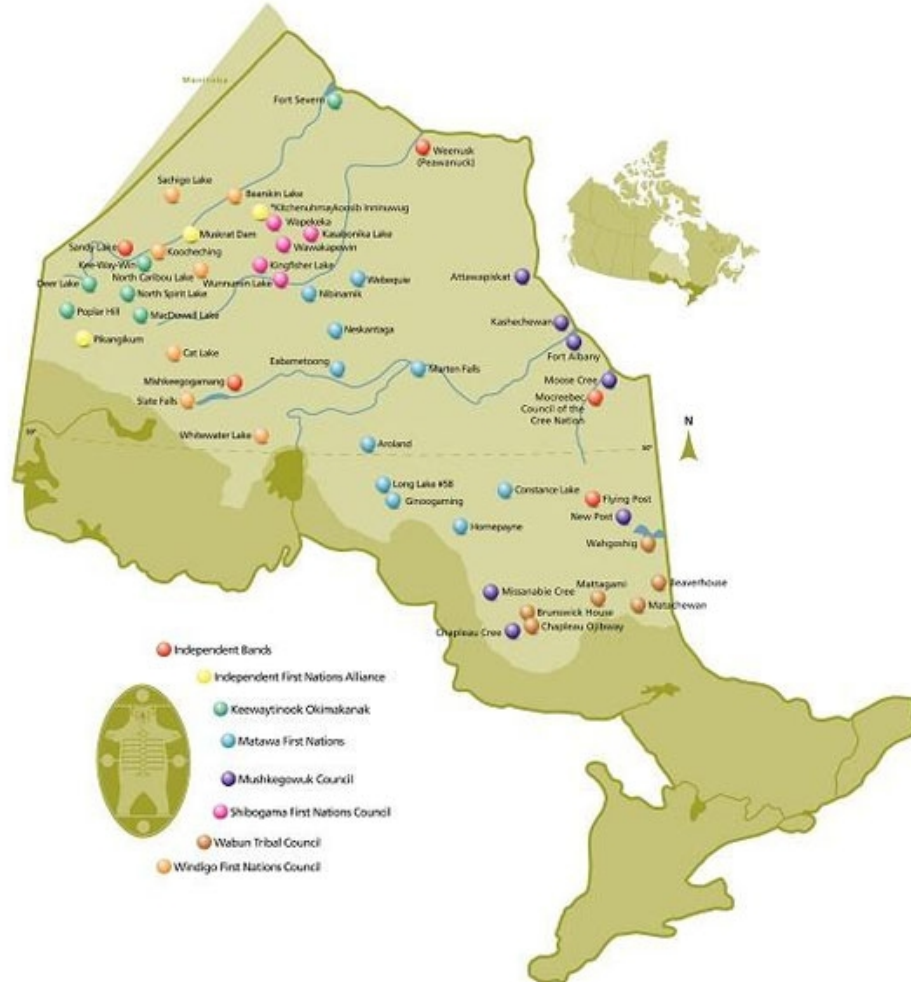 Manitoba
Fort Severn
Weenusk
(Peawanuck)
Sachigo Lake
Bearskin Lake
*Kitchenuhmaykoosib Inninuwug
Wapekeka
Kasabonika Lake
Muskrat Dam
Wawakapewin
Sandy Lake
Koocheching
Kee-Way-Win
Kingfisher Lake
North Caribou Lake
Wunnumin Lake
Webequie
Attawapiskat
Deer Lake
North Spirit Lake
Nibinamik
Poplar Hill
MacDowell Lake
Kashechewan
Neskantaga
Pikangikum
Fort Albany
Cat Lake
Eabametoong
Marten Falls
Mishkeegogamang
Moose Cree
Slate Falls
Mocreebec
Council of the
Cree Nation
N
Whitewater Lake
50°
50°
Aroland
Long Lake #58
Ginoogaming
Constance Lake
Flying Post
New Post
Hornepayne
Wahgoshig
Mattagami
Beaverhouse
Missanabie Cree
Matachewan
Brunswick House
Chapleau Ojibway
Chapleau Cree
Independent Bands
Independent First Nations Alliance
Keewaytinook Okimakanak
Matawa First Nations
Mushkegowuk Council
Shibogama First Nations Council
Wabun Tribal Council
Windigo First Nations Council